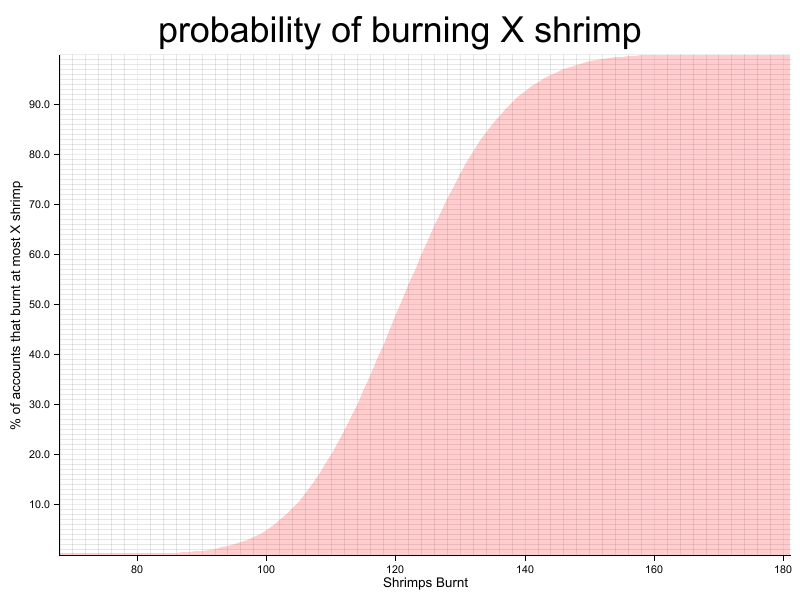 probability of burning X shrimp
% of accounts that burnt at most X shrimp
90.0
80.0
70.0
60.0
50.0
40.0
30.0
20.0
10.0
80 100 120 140 160 180
Shrimps Burnt